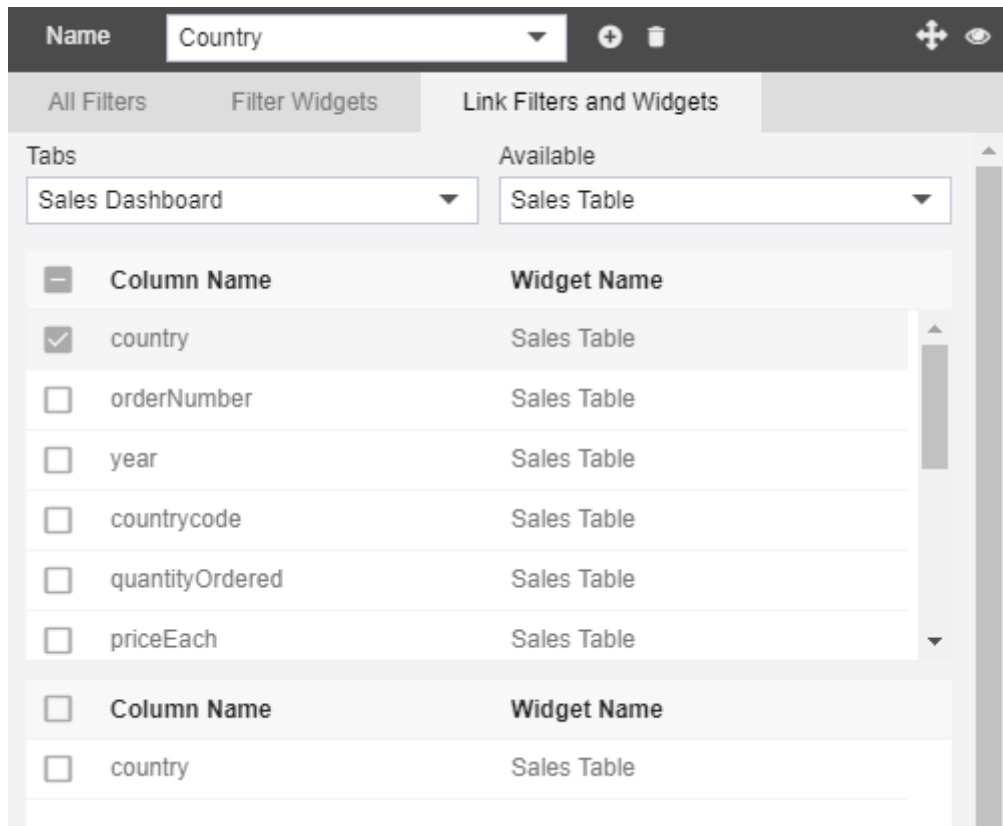 Name Country
All Filters Filter Widgets Link Filters and Widgets
Tabs Available
Sales Dashboard Sales Table
Column Name Widget Name
country Sales Table
orderNumber Sales Table
year Sales Table
countrycode Sales Table
quantityOrdered Sales Table
priceEach Sales Table
Column Name Widget Name
country Sales Table